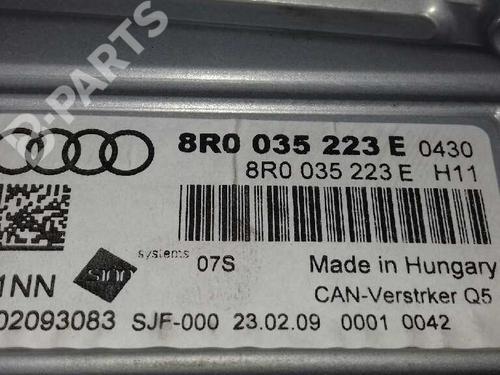 B-PARTS
8R0 035 223 E 0430
8R0 035 223 E H11
systems 07S Made in Hungary
1NN CAN-Verstrker Q5
02093083 SJF-000 23.02.09 0001 0042